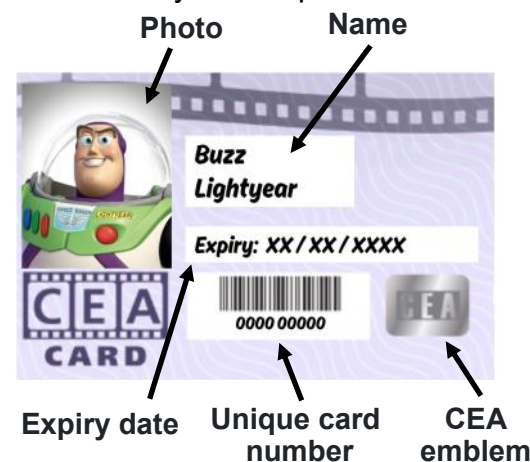 Photo
Name
Buzz
Lightyear
LIGHTYEAR
Expiry: XX / XX / XXXX
CEA
CARD
0000 00000
CEA
Expiry date
Unique card
number
CEA
emblem